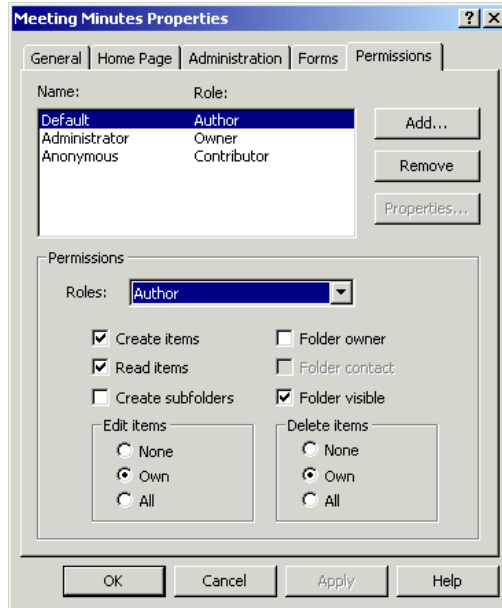 Meeting Minutes Properties
General Home Page Administration Forms Permissions
Name: Role:
Default Author
Administrator Owner
Anonymous Contributor
Add...
Remove
Properties...
Permissions
Roles: Author
Create items Folder owner
Read items Folder contact
Create subfolders Folder visible
Edit items Delete items
None None
Own Own
All All
OK Cancel Apply Help